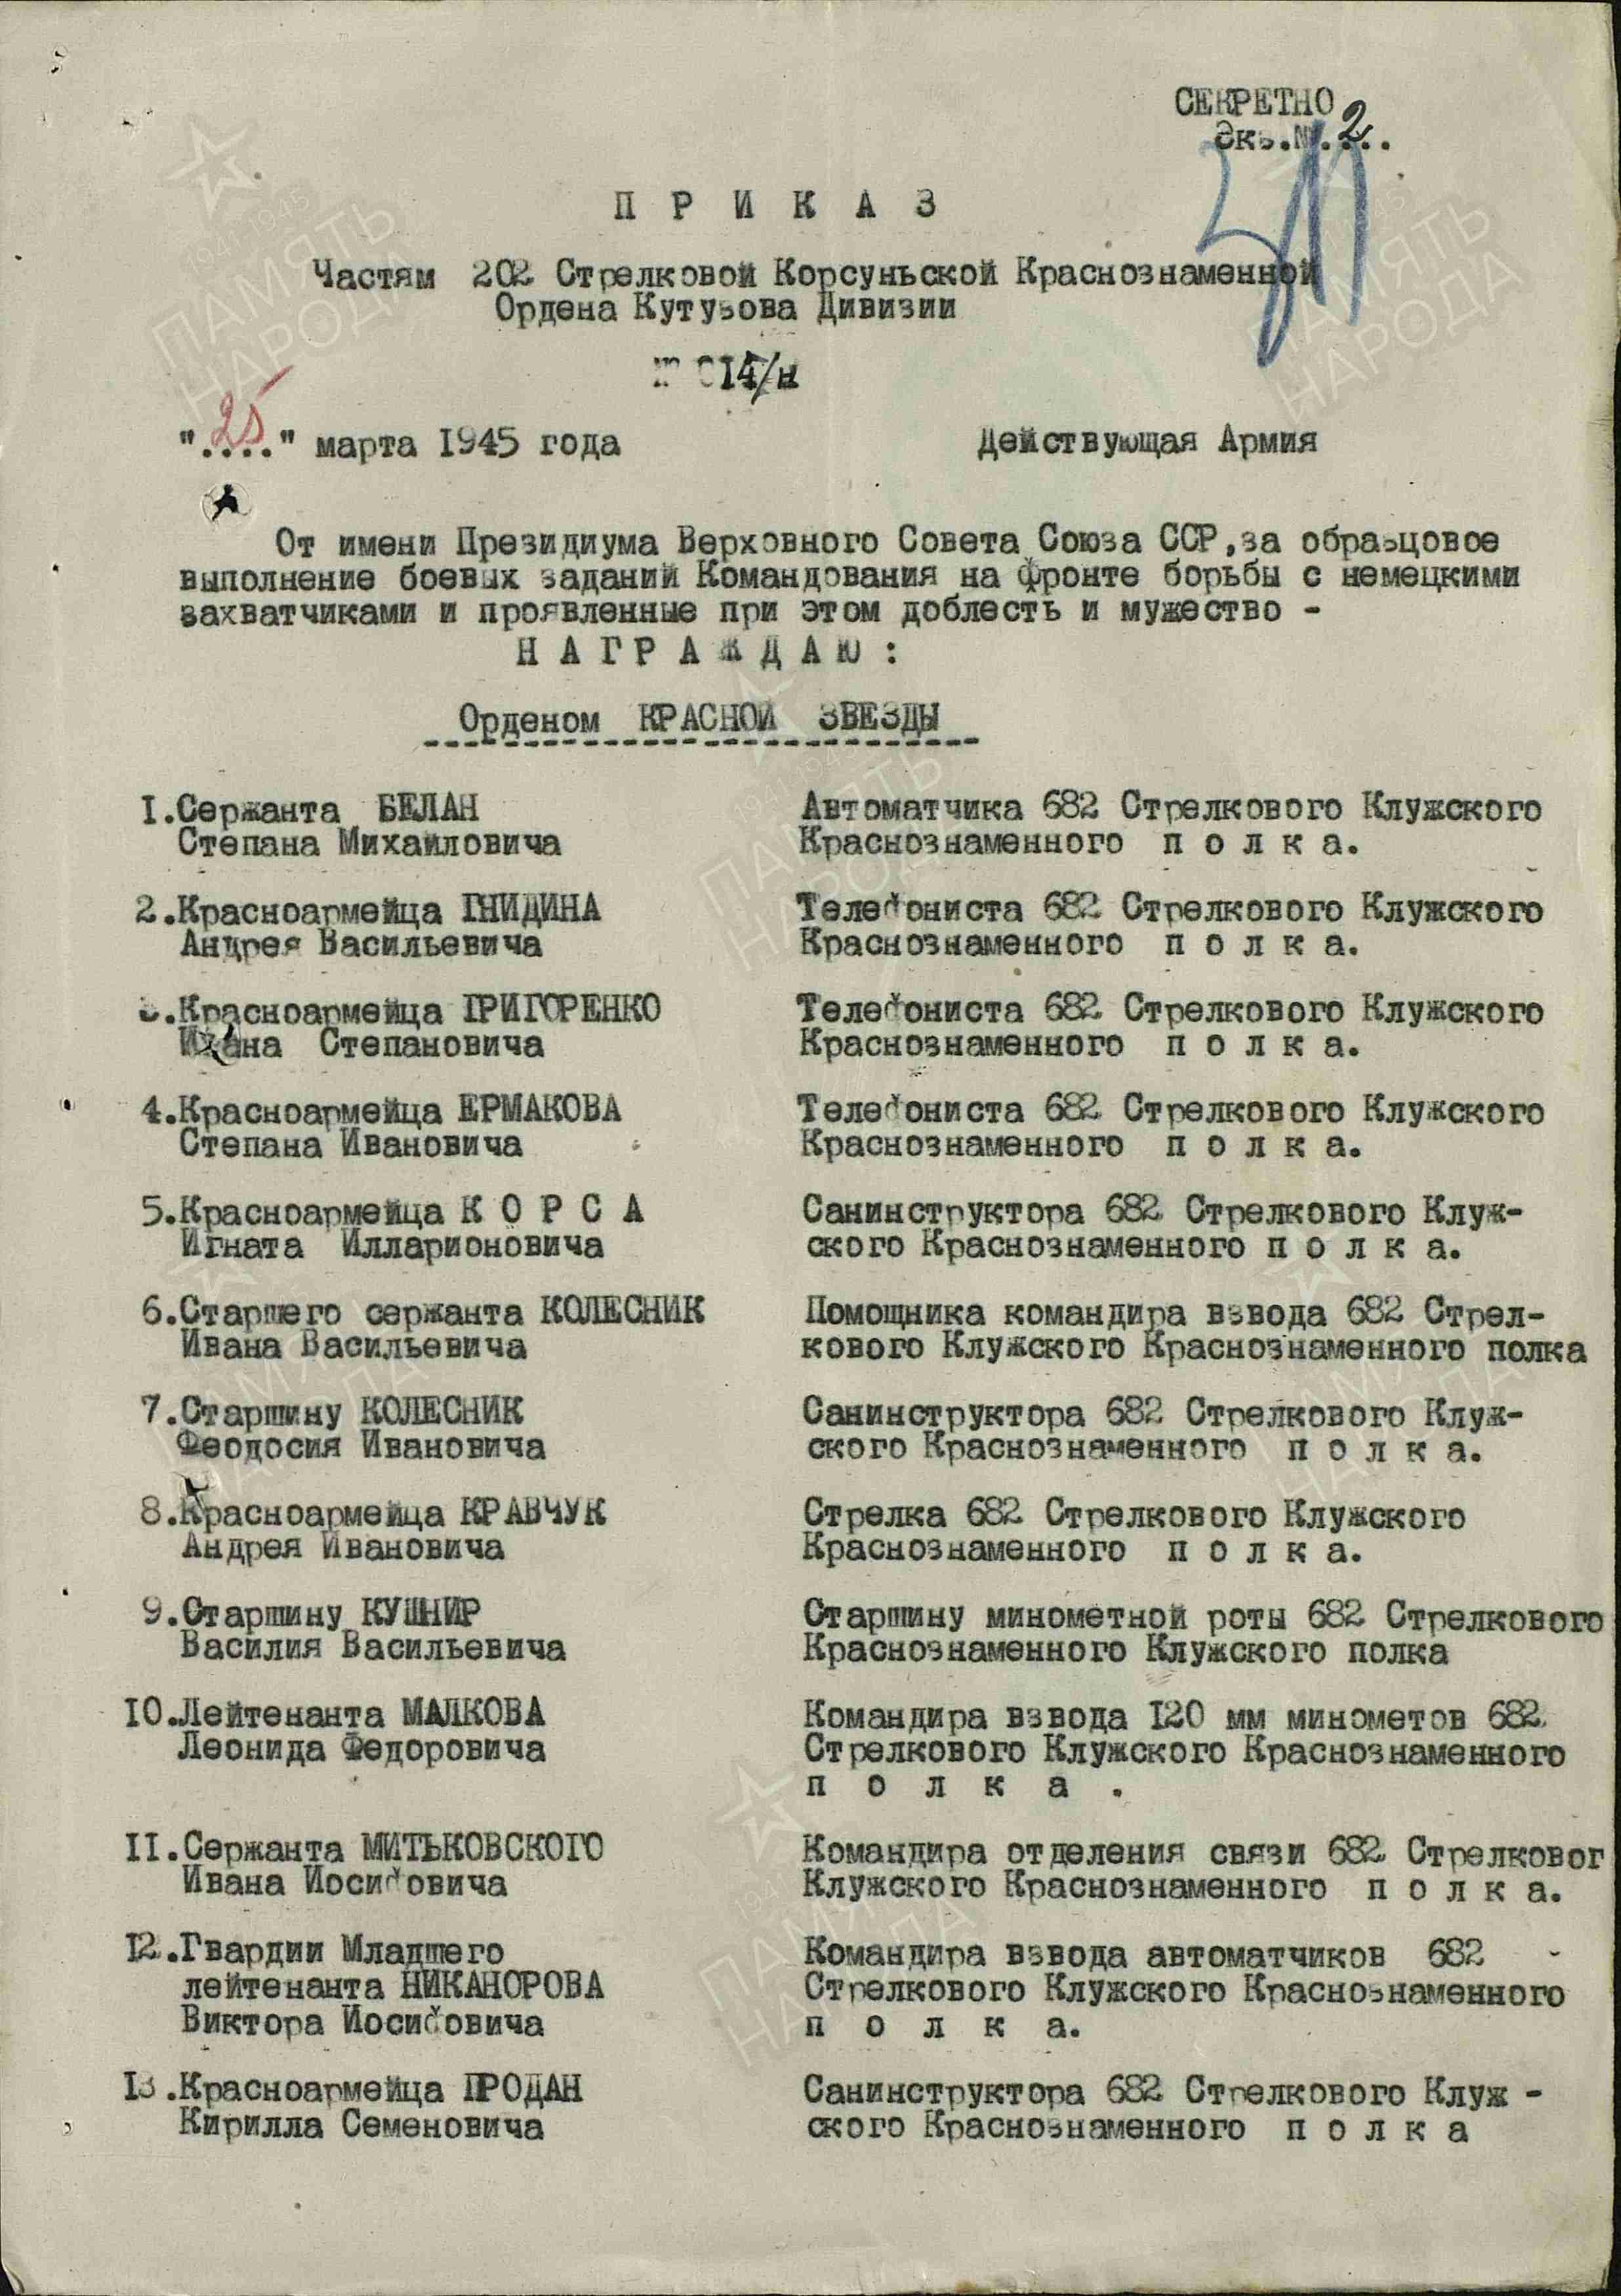 СЕКРЕТНО
Экз.№.2..
П Р И К А З
Частям 202 Стрелковой Корсуньской Краснознаменной
Ордена Кутузова Дивизии
№ 014/н
".25." марта 1945 года
Действующая Армия
От имени Президиума Верховного Совета Союза ССР,за образцовое
выполнение боевых заданий Командования на фронте борьбы с немецкими
захватчиками и проявленные при этом доблесть и мужество -
Н А Г Р А Ж Д А Ю :
Орденом КРАСНОЙ ЗВЕЗДЫ
1.Сержанта БЕЛАН
Степана Михайловича
Автоматчика 682 Стрелкового Клужского
Краснознаменного п о л к а.
2.Красноармейца ГНИДИНА
Андрея Васильевича
Телефониста 682 Стрелкового Клужского
Краснознаменного п о л к а.
3.Красноармейца ГРИГОРЕНКО
Ивана Степановича
Телефониста 682 Стрелкового Клужского
Краснознаменного п о л к а.
4.Красноармейца ЕРМАКОВА
Степана Ивановича
Телефониста 682 Стрелкового Клужского
Краснознаменного п о л к а.
5.Красноармейца К О Р С А
Игната Илларионовича
Санинструктора 682 Стрелкового Клуж-
ского Краснознаменного п о л к а.
6.Старшего сержанта КОЛЕСНИК
Ивана Васильевича
Помощника командира взвода 682 Стрел-
кового Клужского Краснознаменного полка
7.Старшину КОЛЕСНИК
Феодосия Ивановича
Санинструктора 682 Стрелкового Клуж-
ского Краснознаменного п о л к а.
8.Красноармейца КРАВЧУК
Андрея Ивановича
Стрелка 682 Стрелкового Клужского
Краснознаменного п о л к а.
9.Старшину КУШНИР
Василия Васильевича
Старшину минометной роты 682 Стрелкового
Краснознаменного Клужского полка
10.Лейтенанта МАЛКОВА
Леонида Федоровича
Командира взвода 120 мм минометов 682
Стрелкового Клужского Краснознаменного
п о л к а .
11.Сержанта МИТЬКОВСКОГО
Ивана Иосифовича
Командира отделения связи 682 Стрелковог
Клужского Краснознаменного п о л к а.
12.Гвардии Младшего
лейтенанта НИКАНОРОВА
Виктора Иосифовича
Командира взвода автоматчиков 682 -
Стрелкового Клужского Краснознаменного
п о л к а.
13.Красноармейца ПРОДАН
Кирилла Семеновича
Санинструктора 682 Стрелкового Клуж -
ского Краснознаменного п о л к а